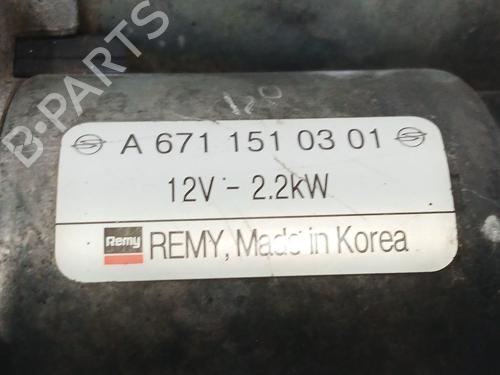 B-PARTS
A 671 151 03 01
12V - 2.2kW
Remy
REMY, Made in Korea